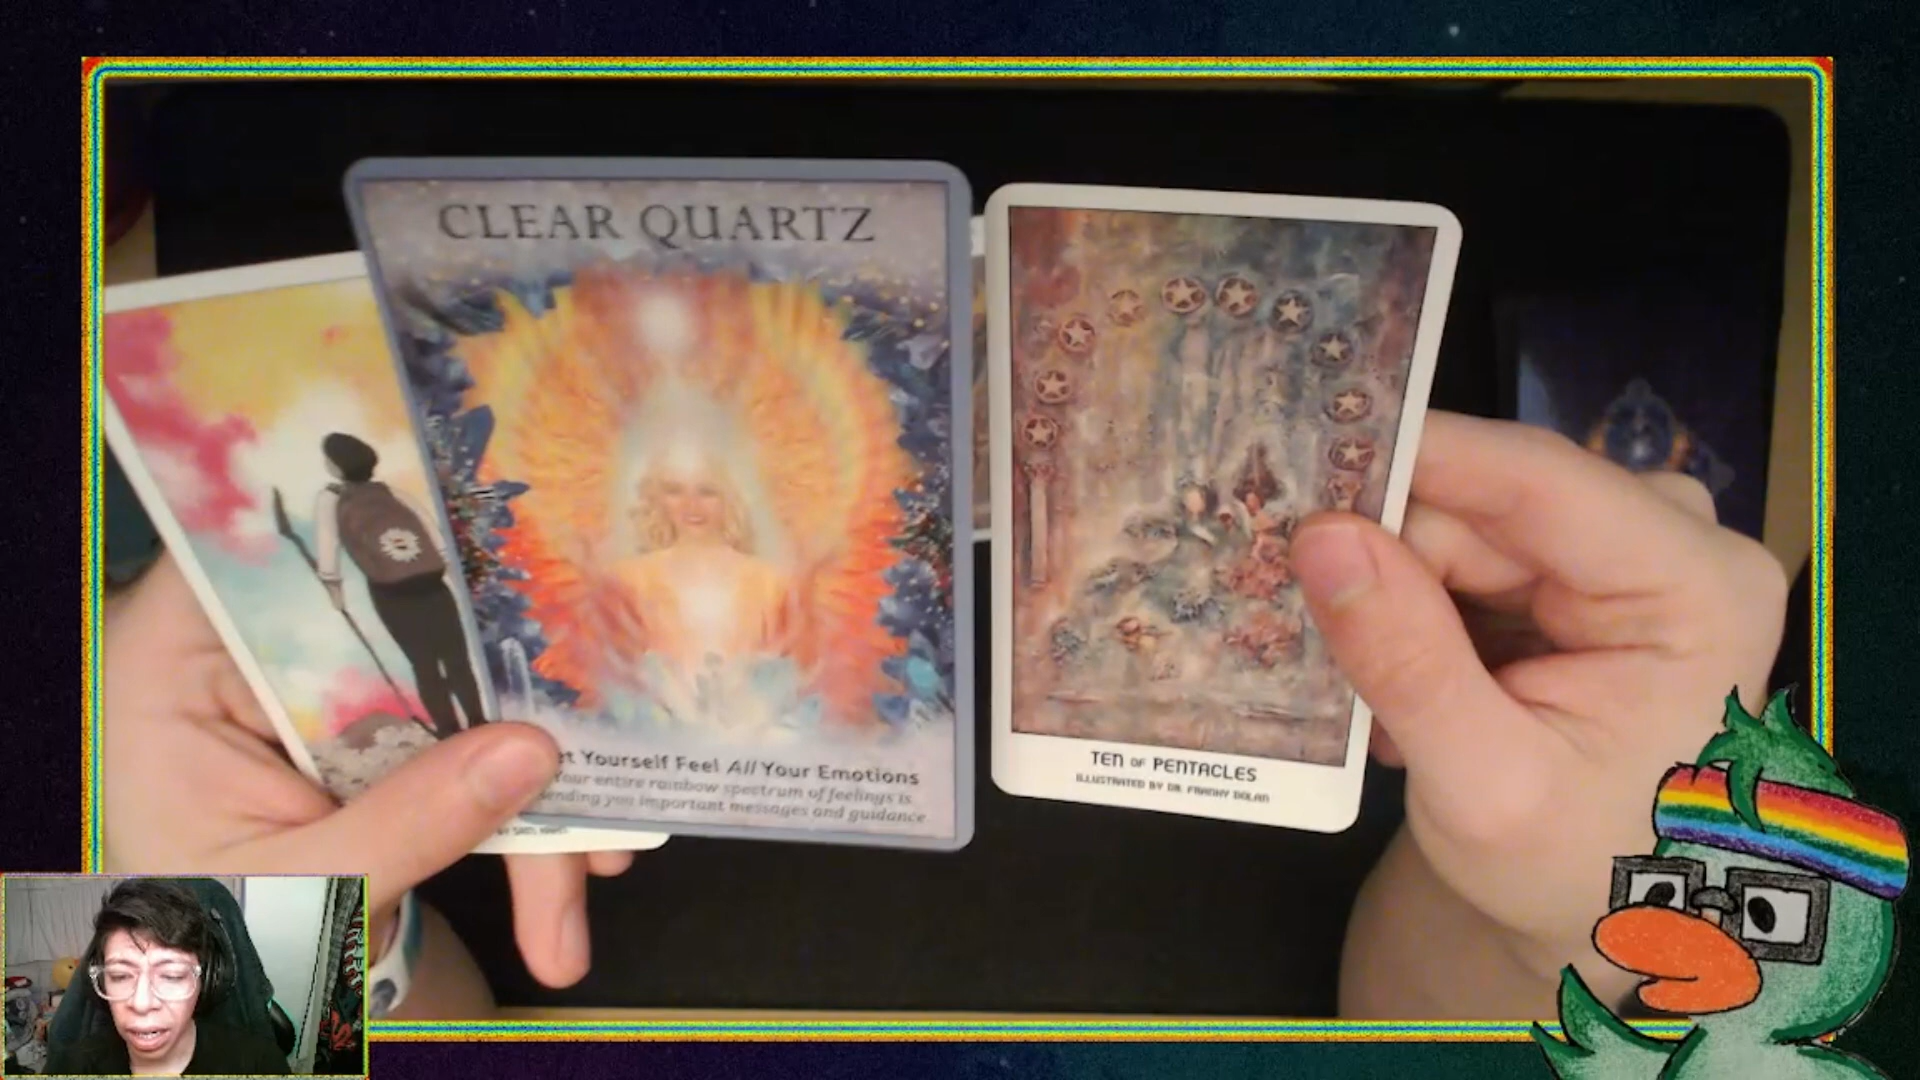 CLEAR QUARTZ
et Yourself Feel All Your Emotions
Your entire rainbow spectrum of feelings is
sending you important messages and guidance
TEN OF PENTACLES
ILLUSTRATED BY DR. FRANKY DOLAN